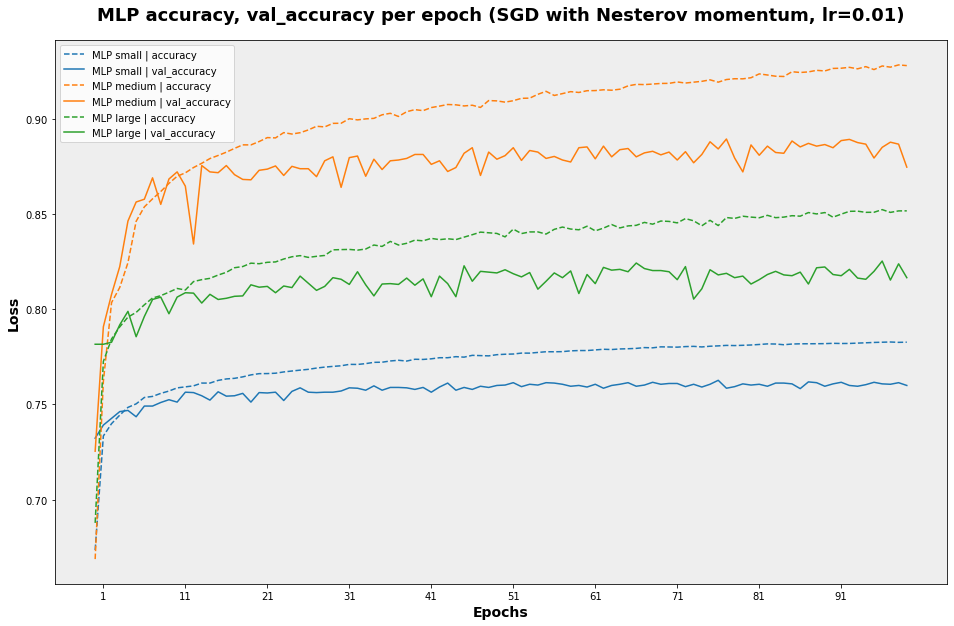 MLP accuracy, val_accuracy per epoch (SGD with Nesterov momentum, lr=0.01)
MLP small | accuracy
MLP small | val_accuracy
MLP medium | accuracy
MLP medium | val_accuracy
MLP large | accuracy
MLP large | val_accuracy
0.90
0.85
0.80
0.75
0.70
Loss
1 11 21 31 41 51 61 71 81 91
Epochs